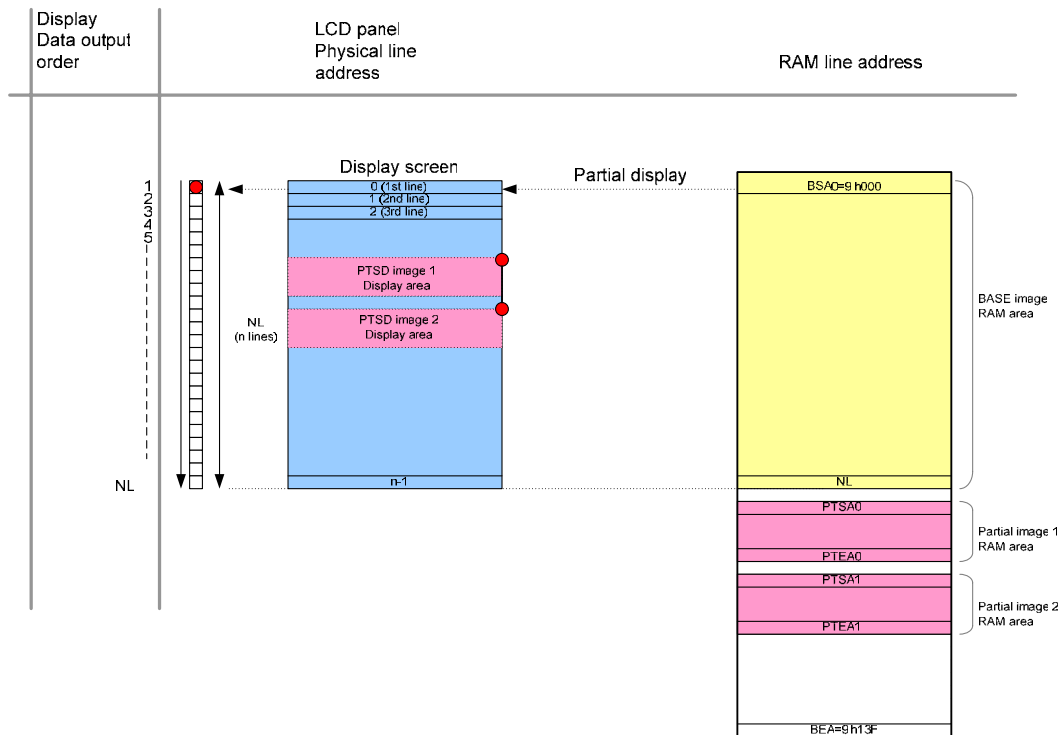 Display
Data output
order
LCD panel
Physical line
address
RAM line address
Display screen
Partial display
1
2
3
4
5
NL
NL
(n lines)
0 (1st line)
1 (2nd line)
2 (3rd line)
PTSD image 1
Display area
PTSD image 2
Display area
n-1
BSA0=9 h000
NL
PTSA0
PTEA0
PTSA1
PTEA1
BEA=9 h13F
BASE image
RAM area
Partial image 1
RAM area
Partial image 2
RAM area